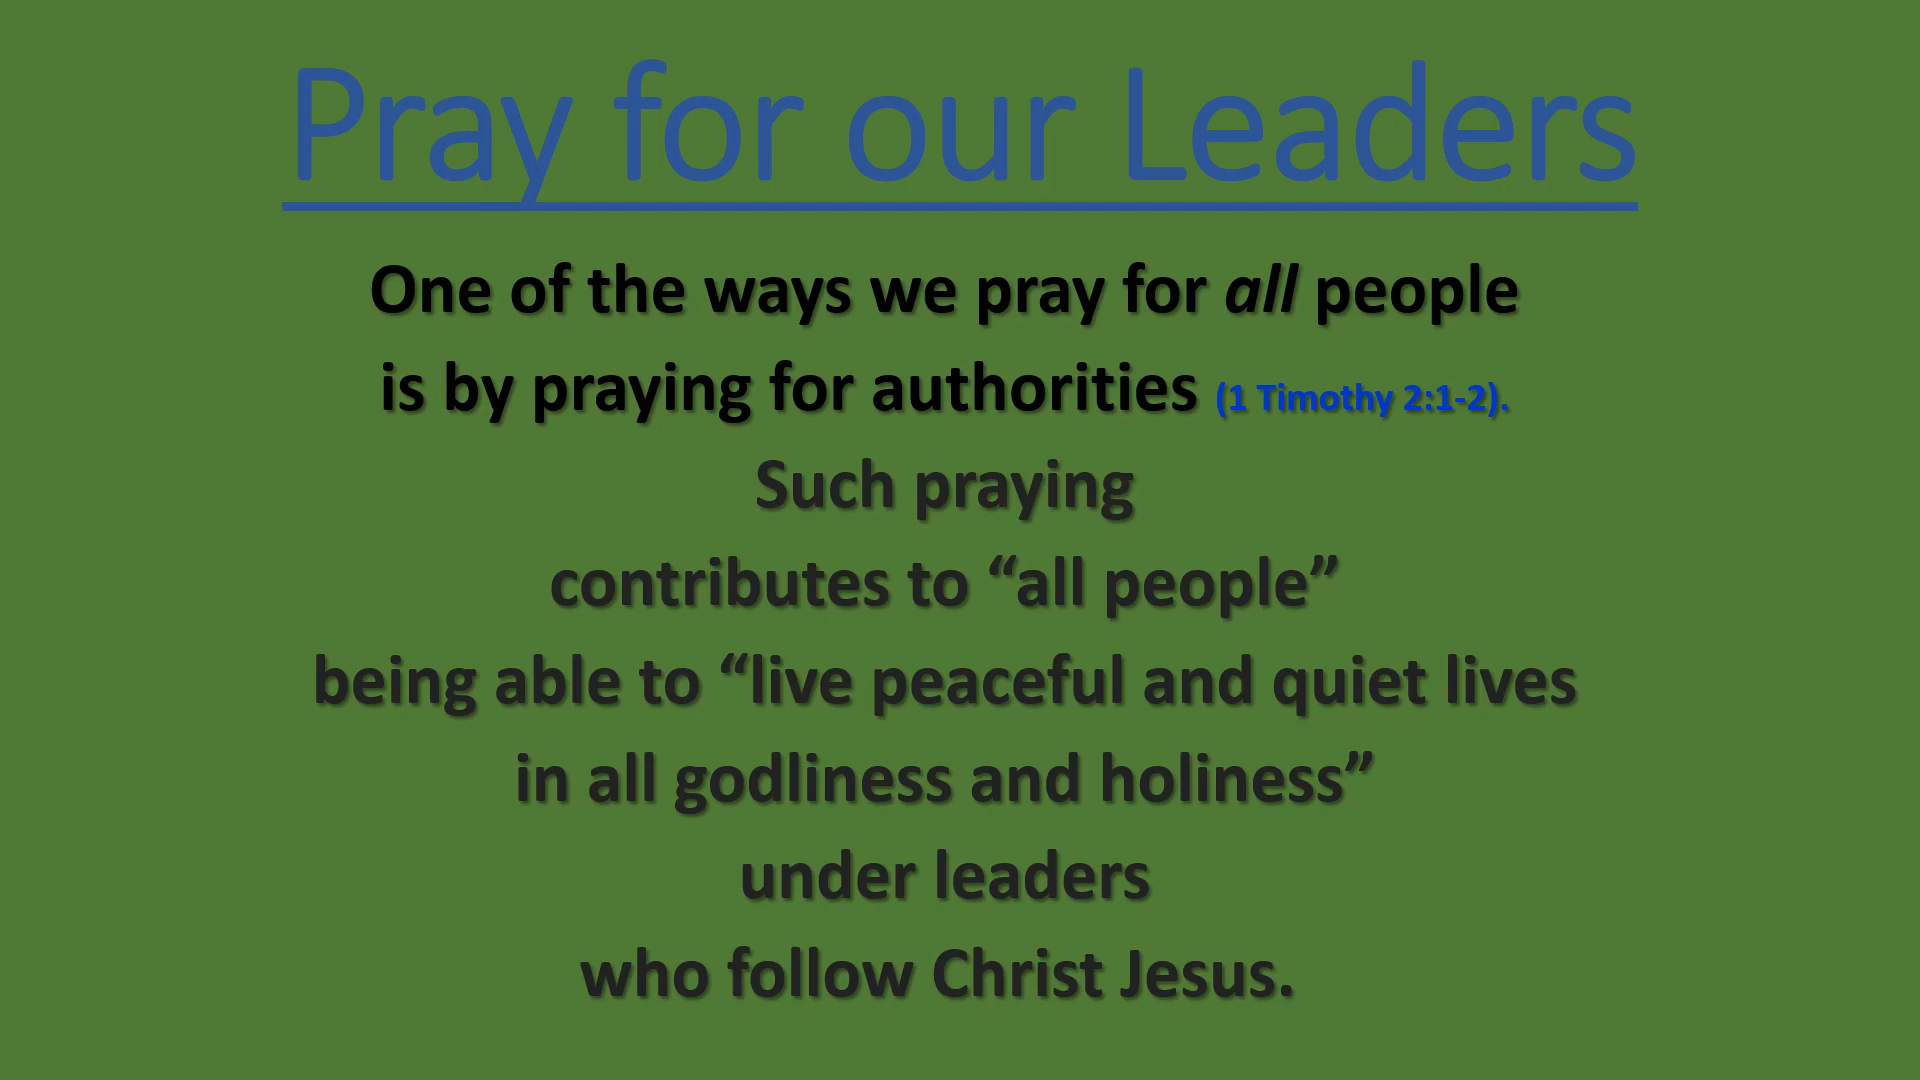 Pray for our Leaders
One of the ways we pray for all people
is by praying for authorities (1 Timothy 2:1-2).
Such praying
contributes to “all people”
being able to “live peaceful and quiet lives
in all godliness and holiness”
under leaders
who follow Christ Jesus.